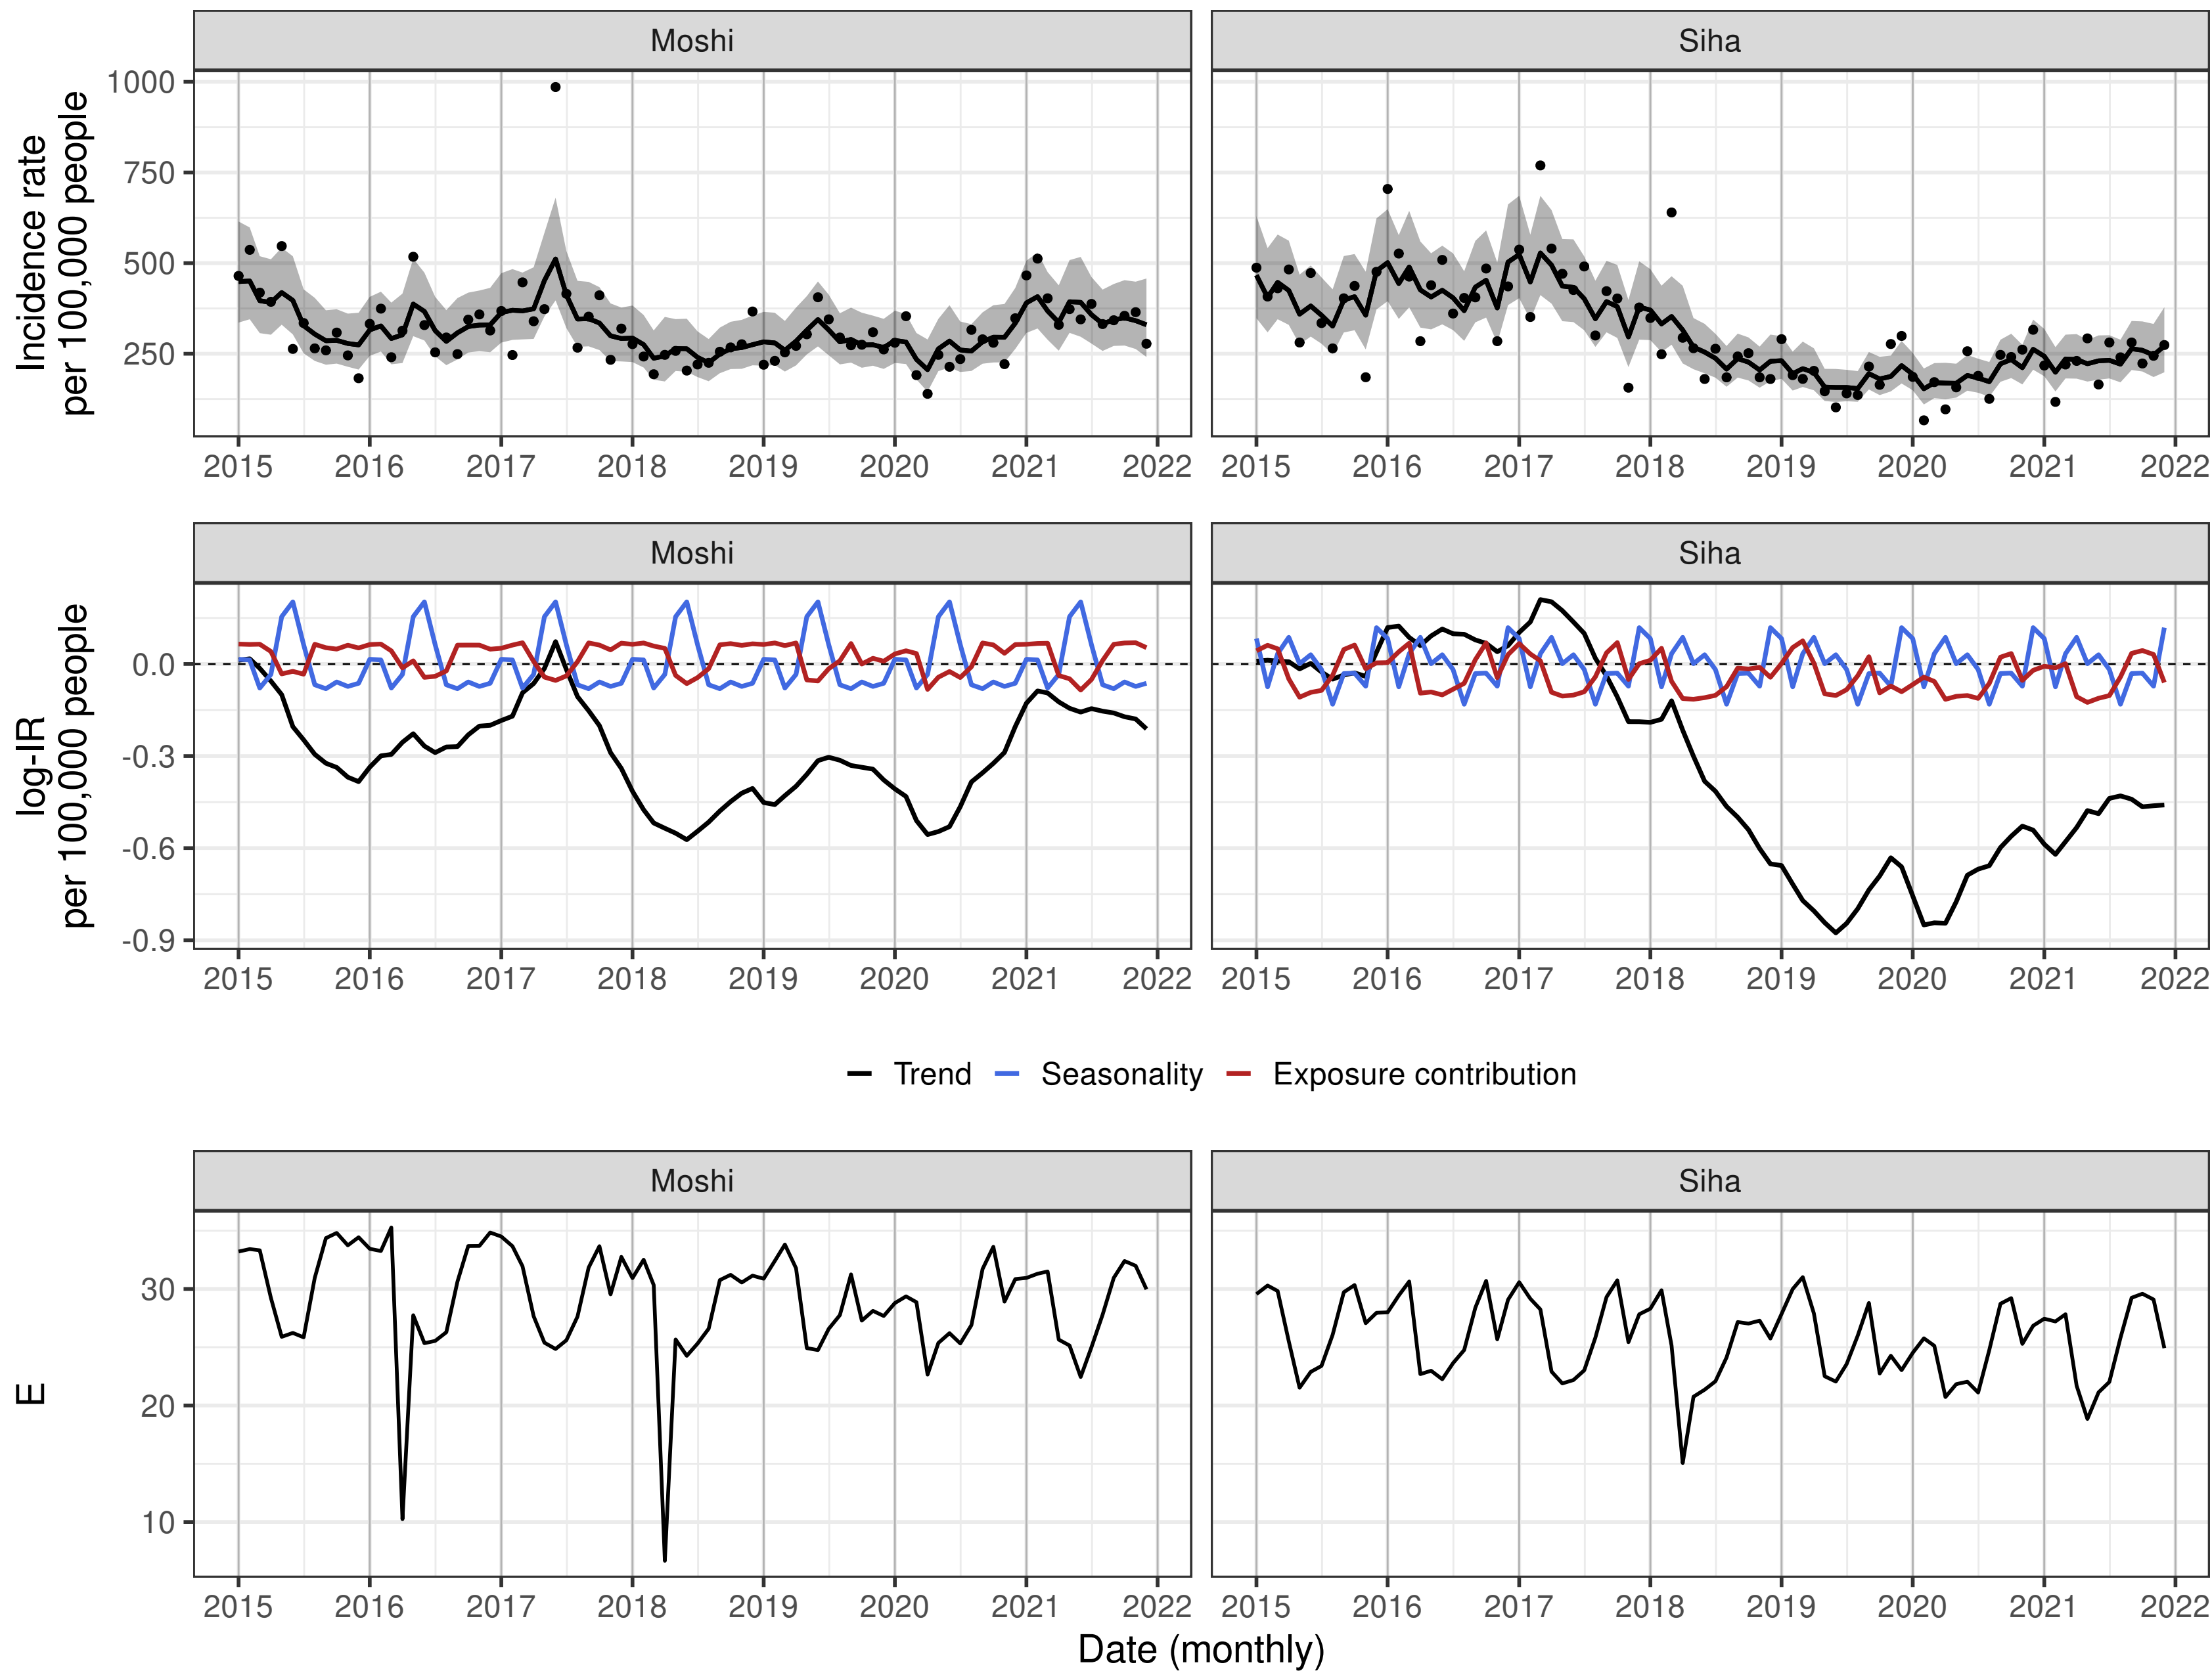 Moshi
Siha
Incidence rate
per 100,000 people
1000
750
500
250
2015 2016 2017 2018 2019 2020 2021 2022
2015 2016 2017 2018 2019 2020 2021 2022
Moshi
Siha
log-IR
per 100,000 people
0.0
-0.3
-0.6
-0.9
2015 2016 2017 2018 2019 2020 2021 2022
2015 2016 2017 2018 2019 2020 2021 2022
Trend Seasonality Exposure contribution
Moshi
Siha
E
30
20
10
2015 2016 2017 2018 2019 2020 2021 2022
2015 2016 2017 2018 2019 2020 2021 2022
Date (monthly)